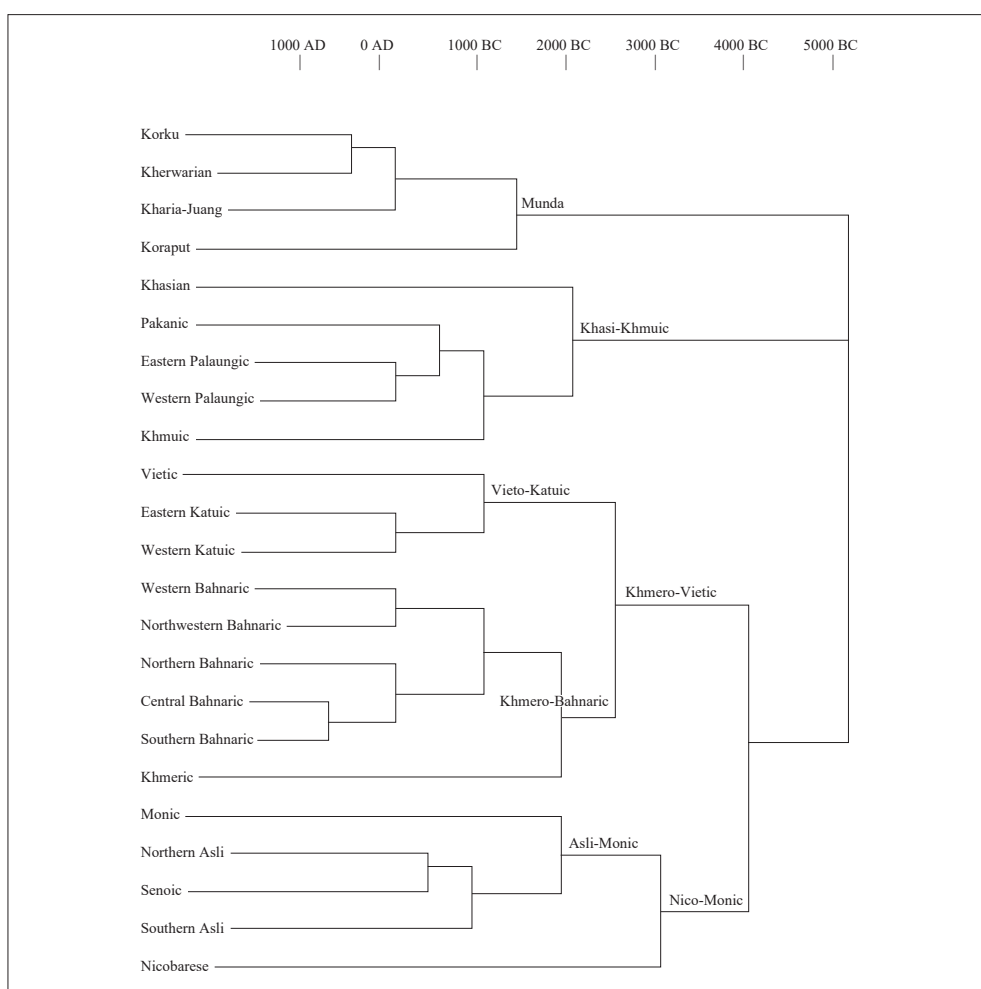 1000 AD 0 AD 1000 BC 2000 BC 3000 BC 4000 BC 5000 BC
Korku
Kherwarian
Munda
Kharia-Juang
Koraput
Khasian
Pakanic
Khasi-Khmuic
Eastern Palaungic
Western Palaungic
Khmuic
Vietic
Vieto-Katuic
Eastern Katuic
Western Katuic
Western Bahnaric
Khmero-Vietic
Northwestern Bahnaric
Northern Bahnaric
Central Bahnaric
Khmero-Bahnaric
Southern Bahnaric
Khmeric
Monic
Asli-Monic
Northern Asli
Senoic
Nico-Monic
Southern Asli
Nicobarese